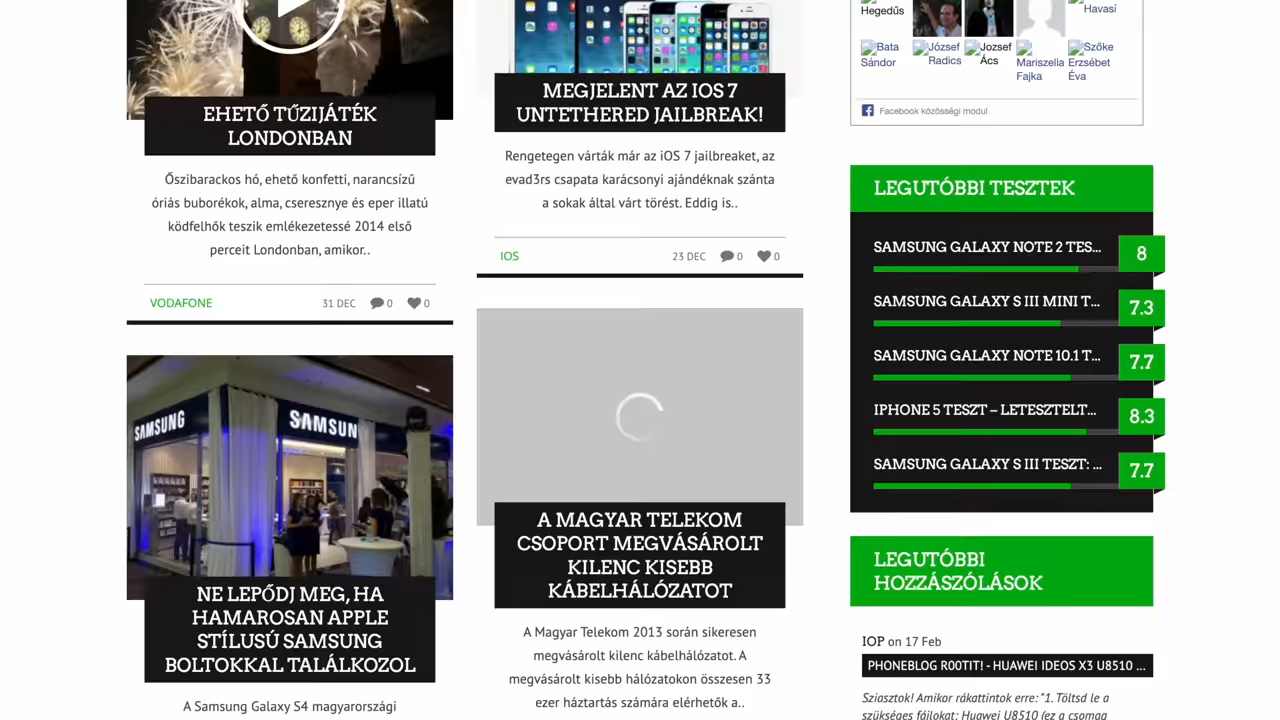 EHETŐ TŰZIJÁTÉK
LONDONBAN
Őszibarackos hó, ehető konfetti, narancsízű
óriás buborékok, alma, cseresznye és eper illatú
ködfelhők teszik emlékezetessé 2014 első
perceit Londonban, amikor..
VODAFONE
31 DEC
0
0
SAMSUNG
SAMSUN
NE LEPŐDJ MEG, HA
HAMAROSAN APPLE
STÍLUSÚ SAMSUNG
BOLTOKKAL TALÁLKOZOL
A Samsung Galaxy S4 magyarországi
MEGJELENT AZ IOS 7
UNTETHERED JAILBREAK!
Rengetegen várták már az iOS 7 jailbreaket, az
evad3rs csapata karácsonyi ajándéknak szánta
a sokak által várt törést. Eddig is..
IOS
23 DEC
0
0
A MAGYAR TELEKOM
CSOPORT MEGVÁSÁROLT
KILENC KISEBB
KÁBELHÁLÓZATOT
A Magyar Telekom 2013 során sikeresen
megvásárolt kilenc kábelhálózatot. A
megvásárolt kisebb hálózatokon összesen 33
ezer háztartás számára elérhetők a..
Hegedűs
Havasí
Bata
Sándor
József
Radics
Jozsef
Ács
Mariszella
Fajka
Szőke
Erzsébet
Éva
Facebook közösségi modul
LEGUTÓBBI TESZTEK
SAMSUNG GALAXY NOTE 2 TES...
8
SAMSUNG GALAXY S III MINI T...
7.3
SAMSUNG GALAXY NOTE 10.1 T...
7.7
IPHONE 5 TESZT – LETESZTELT...
8.3
SAMSUNG GALAXY S III TESZT: ...
7.7
LEGUTÓBBI
HOZZÁSZÓLÁSOK
IOP on 17 Feb
PHONEBLOG R00TIT! - HUAWEI IDEOS X3 U8510 ...
Sziasztok! Amikor rákattintok erre: "1. Töltsd le a
szükséges fájlokat: Huawei U8510 (ez a csomag